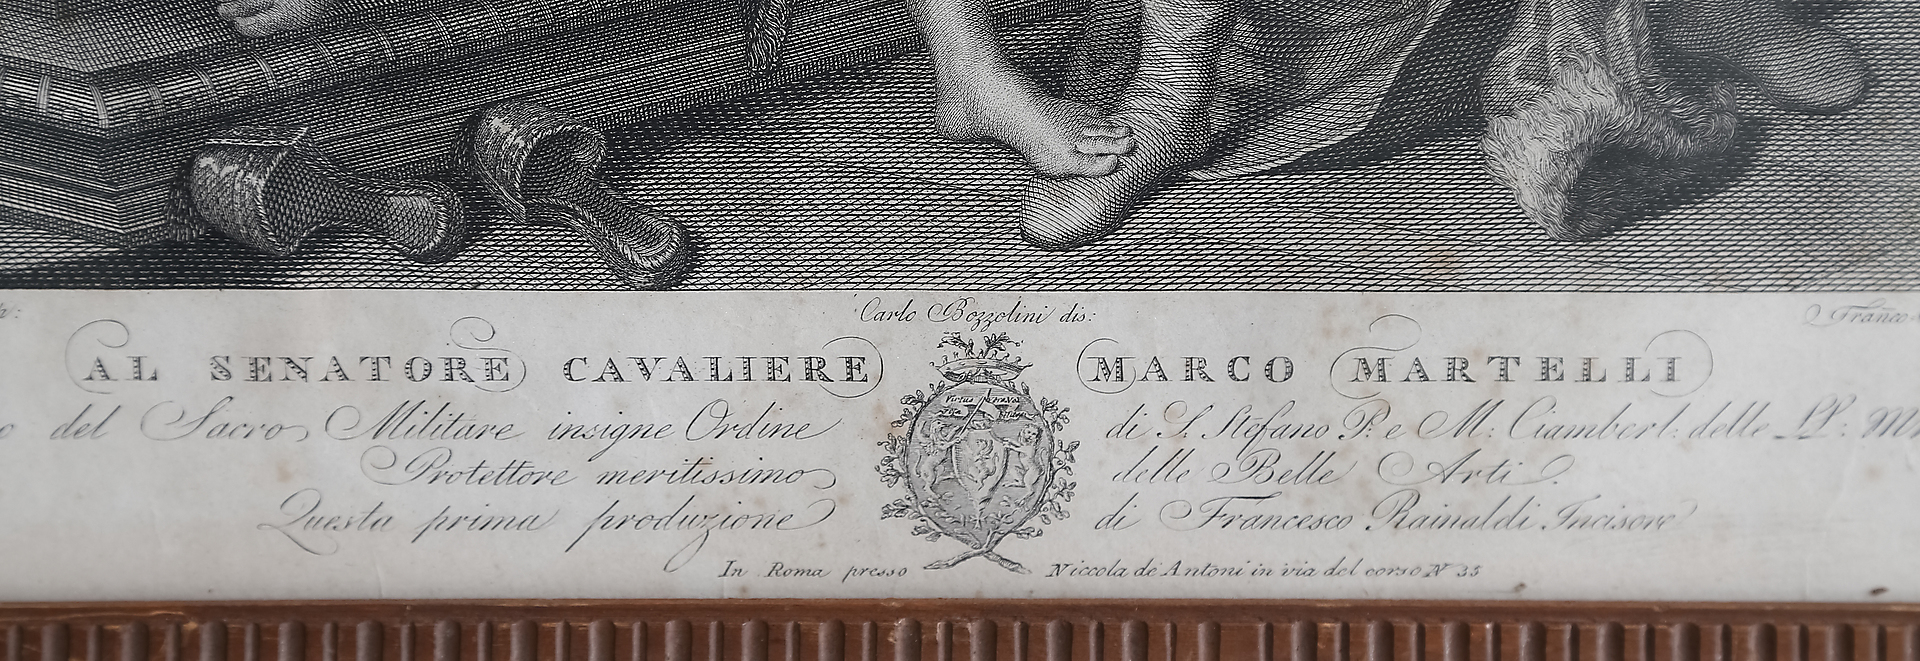 Carlo Bozzolini dis:
AL SENATORE CAVALIERE MARCO MARTELLI
del Sacro Militare insigne Ordine di S. Stefano P. e M: Ciamberl: delle LL:
Protettore meritissimo delle Belle Arti.
Questa prima produzione di Francesco Rainaldi Incisore
In Roma presso Niccola de Antoni in via del corso N 35